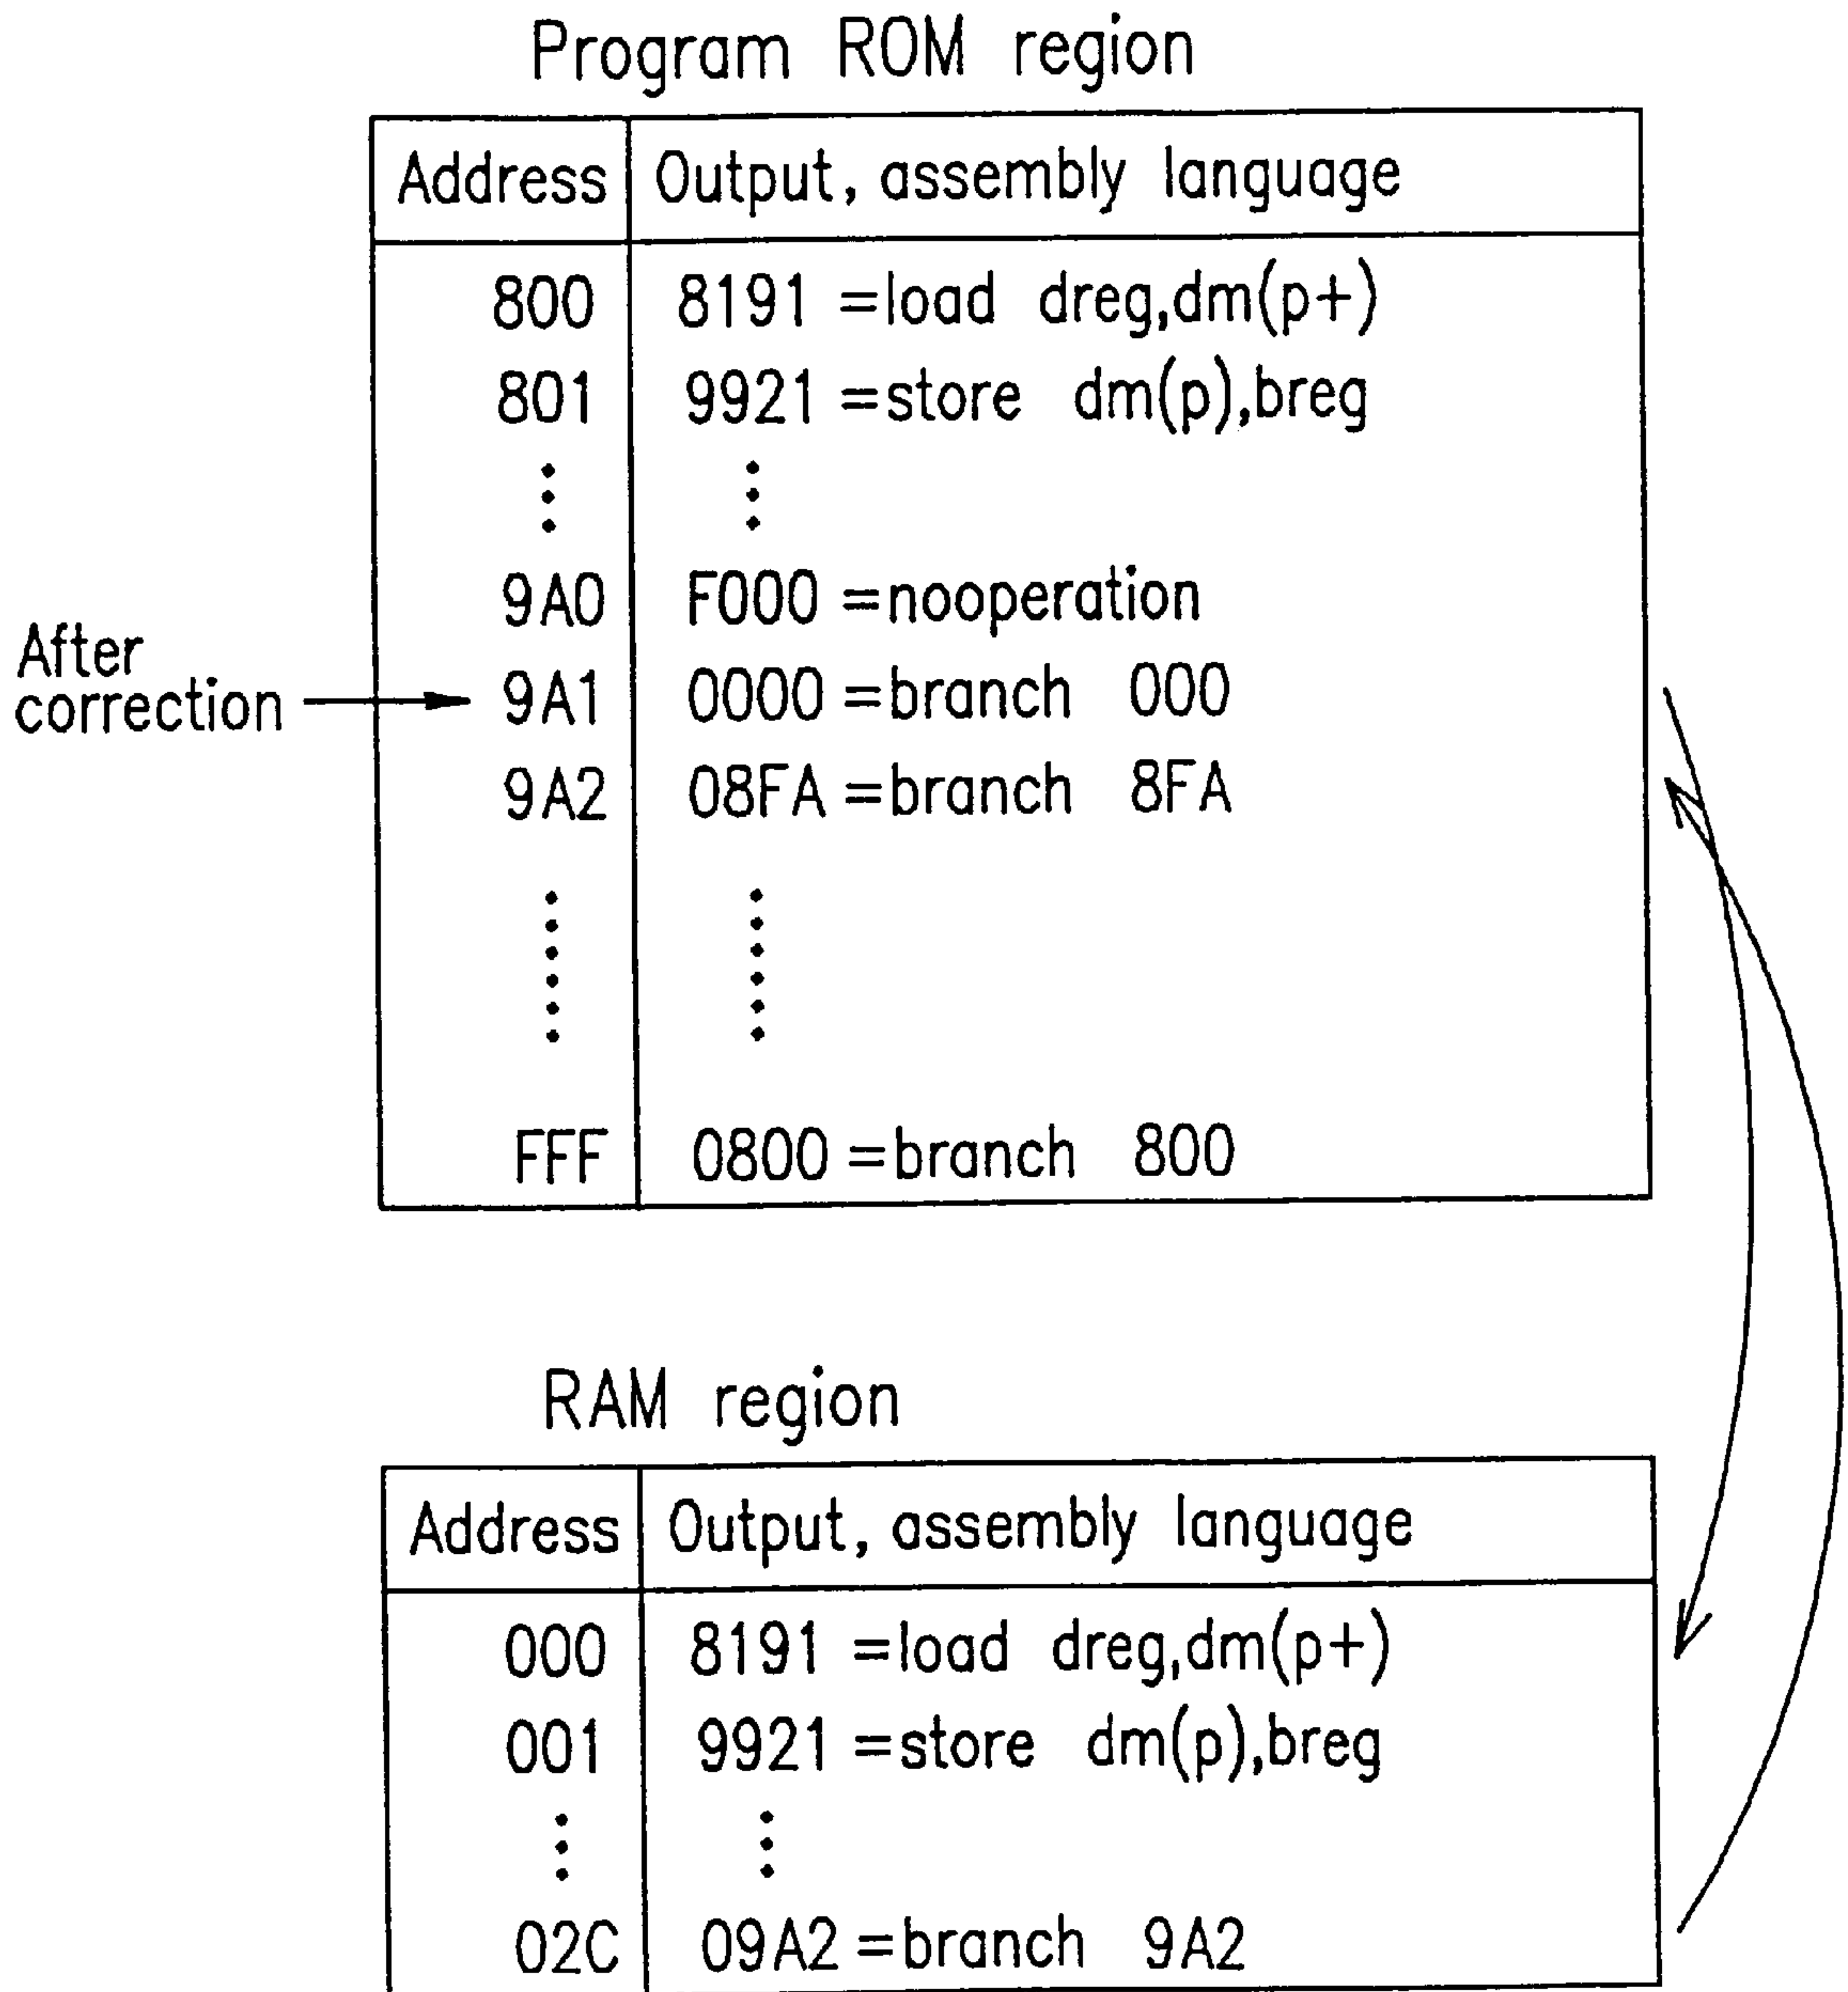 Program ROM region
Address Output, assembly language
800 8191 =load dreg,dm(p+)
801 9921 =store dm(p),breg
9A0 F000 =nooperation
After
correction
9A1 0000 =branch 000
9A2 08FA =branch 8FA
FFF 0800 =branch 800
RAM region
Address Output, assembly language
000 8191 =load dreg,dm(p+)
001 9921 =store dm(p),breg
02C 09A2 =branch 9A2